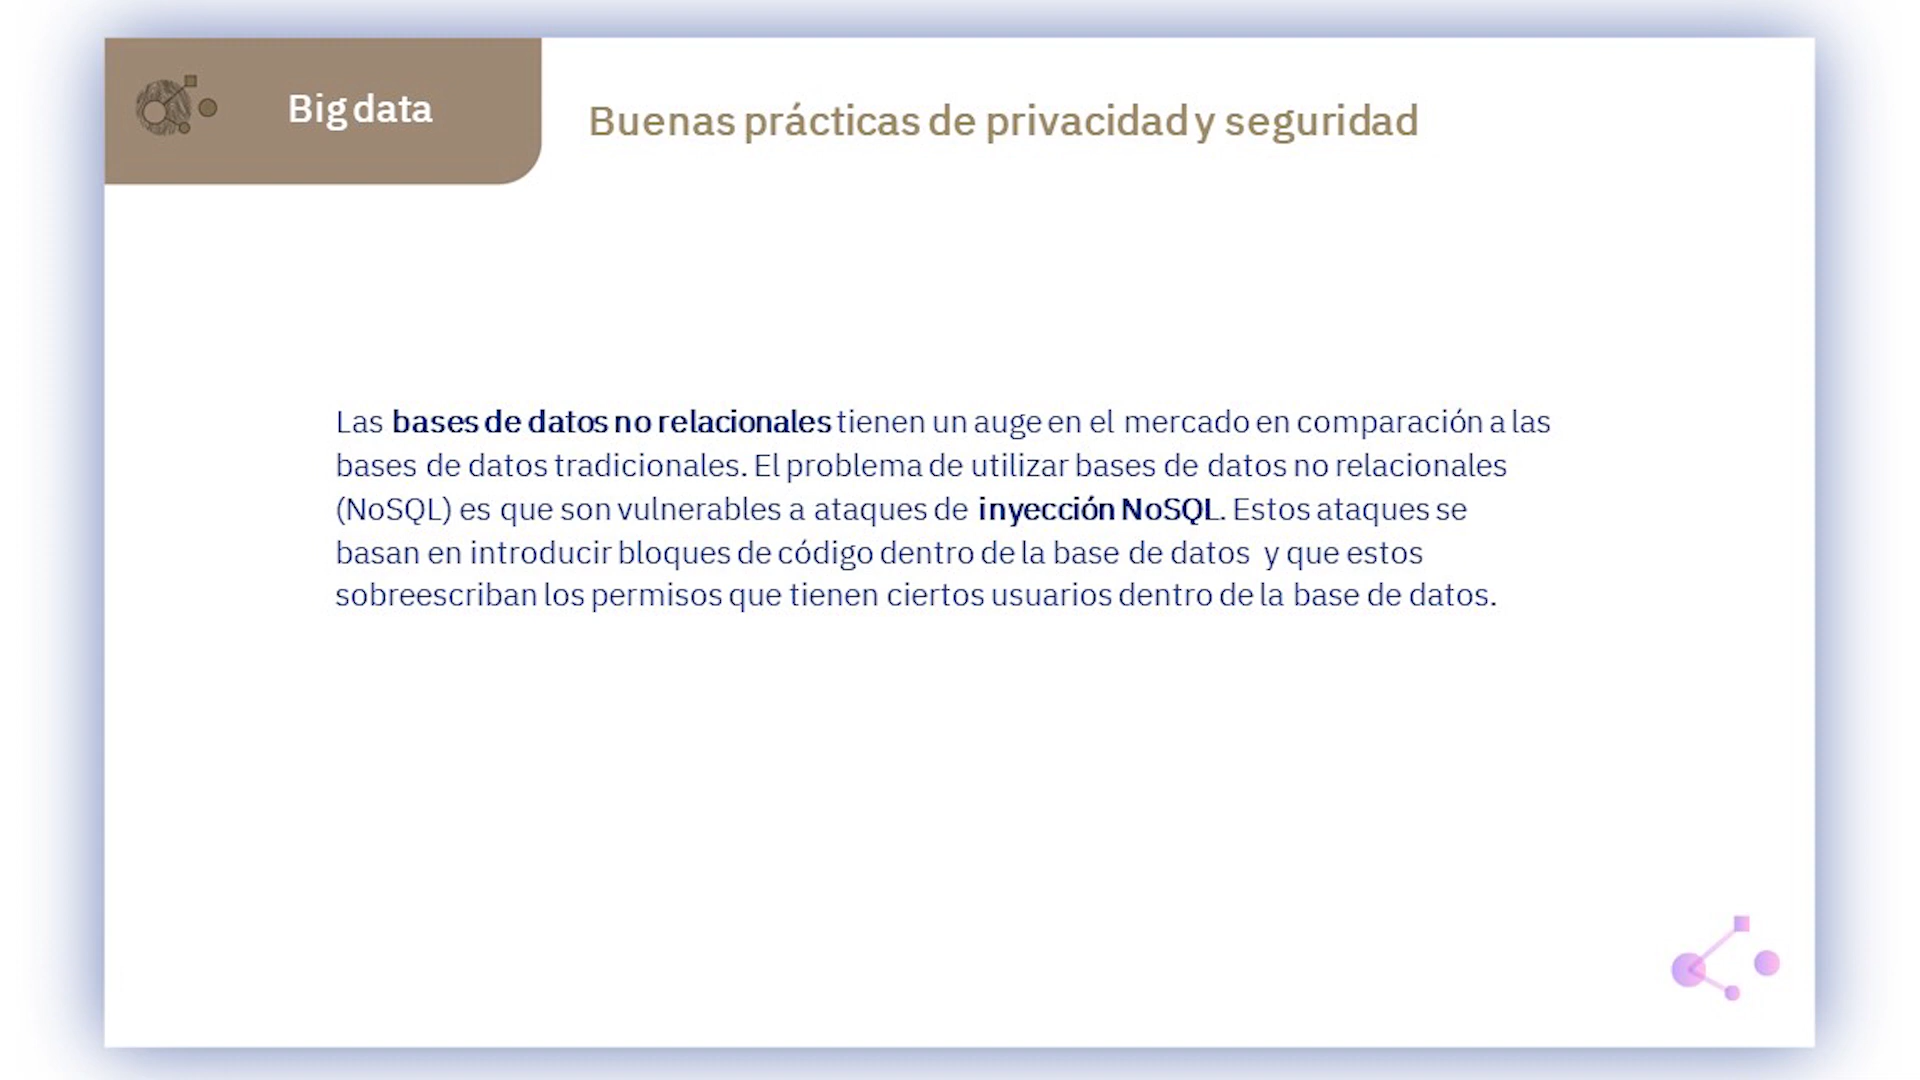 Big data
Buenas prácticas de privacidad y seguridad
Las bases de datos no relacionales tienen un auge en el mercado en comparación a las
bases de datos tradicionales. El problema de utilizar bases de datos no relacionales
(NoSQL) es que son vulnerables a ataques de inyección NoSQL. Estos ataques se
basan en introducir bloques de código dentro de la base de datos y que estos
sobreescriban los permisos que tienen ciertos usuarios dentro de la base de datos.